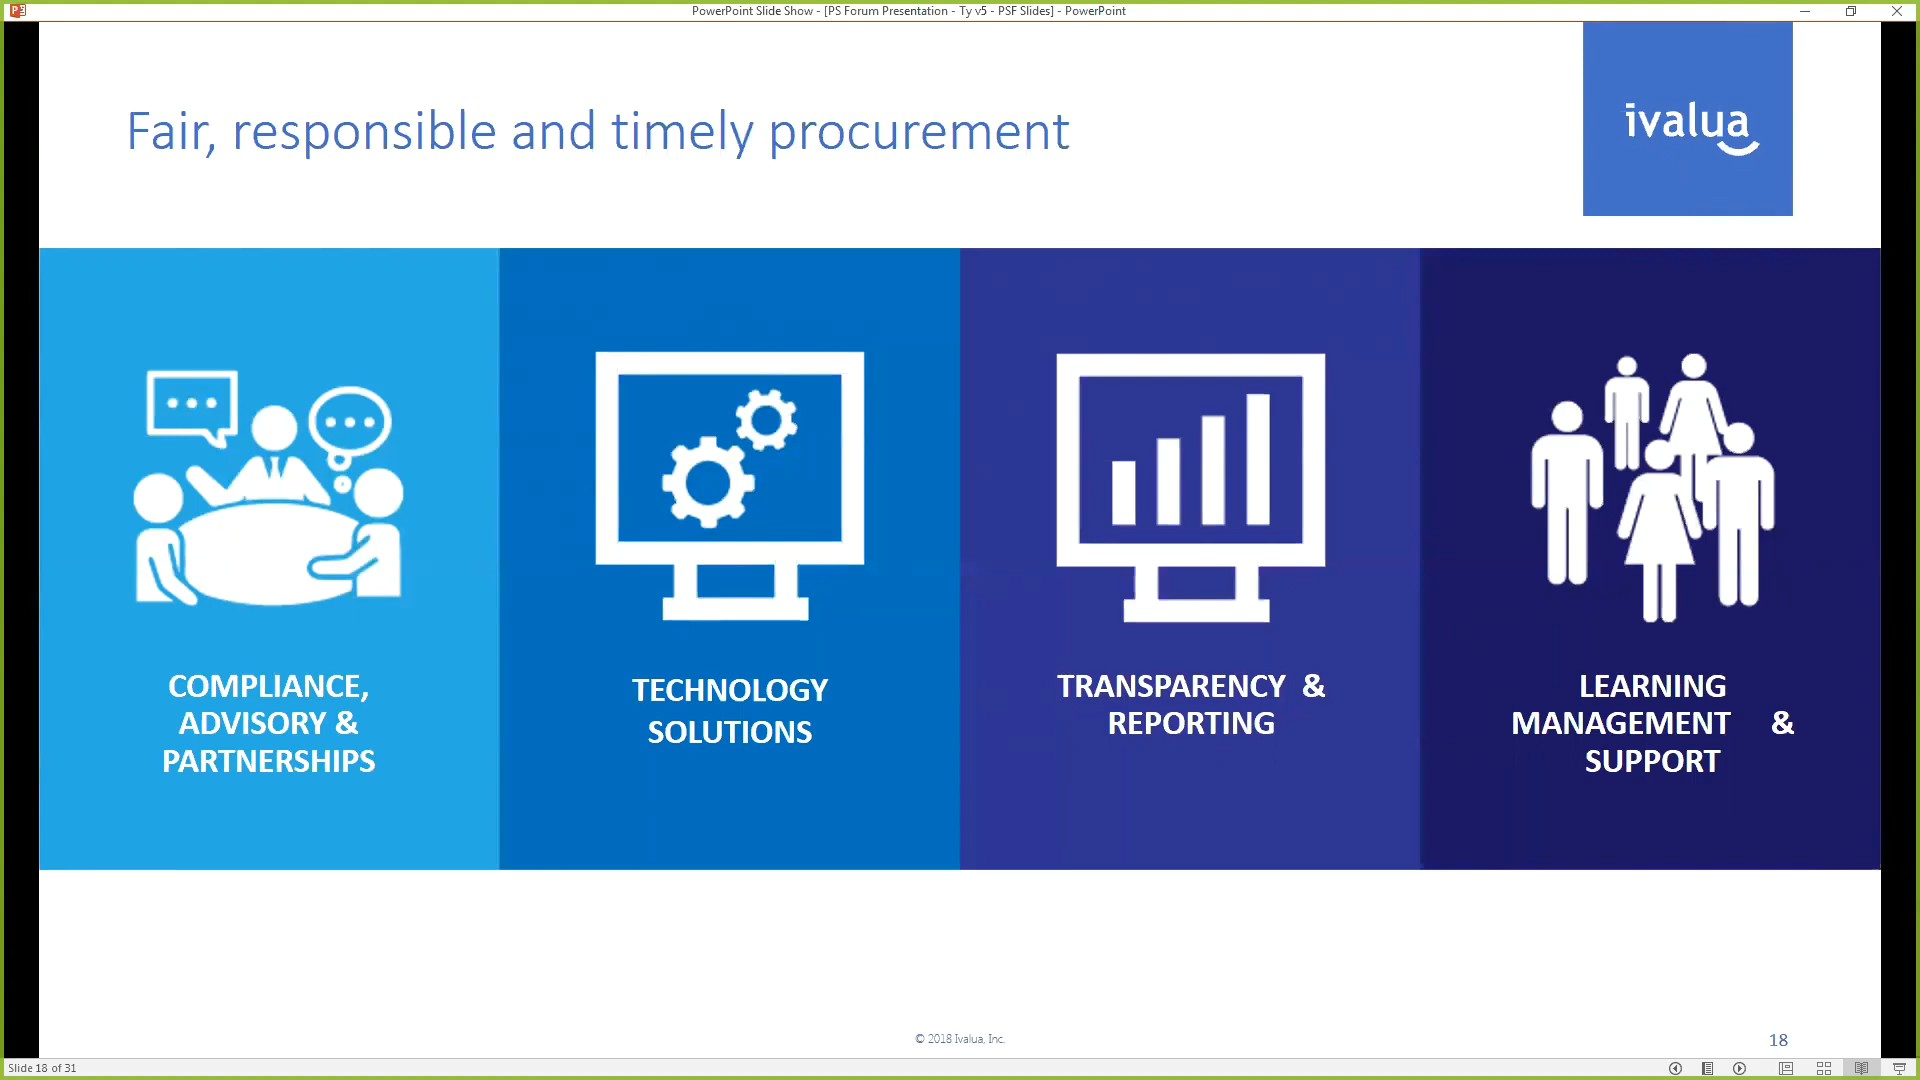 PowerPoint Slide Show - [PS Forum Presentation - Ty v5 - PSF Slides] - PowerPoint
Fair, responsible and timely procurement
ivalua
COMPLIANCE,
ADVISORY &
PARTNERSHIPS
TECHNOLOGY
SOLUTIONS
TRANSPARENCY &
REPORTING
LEARNING
MANAGEMENT &
SUPPORT
© 2018 Ivalua, Inc.
18
Slide 18 of 31